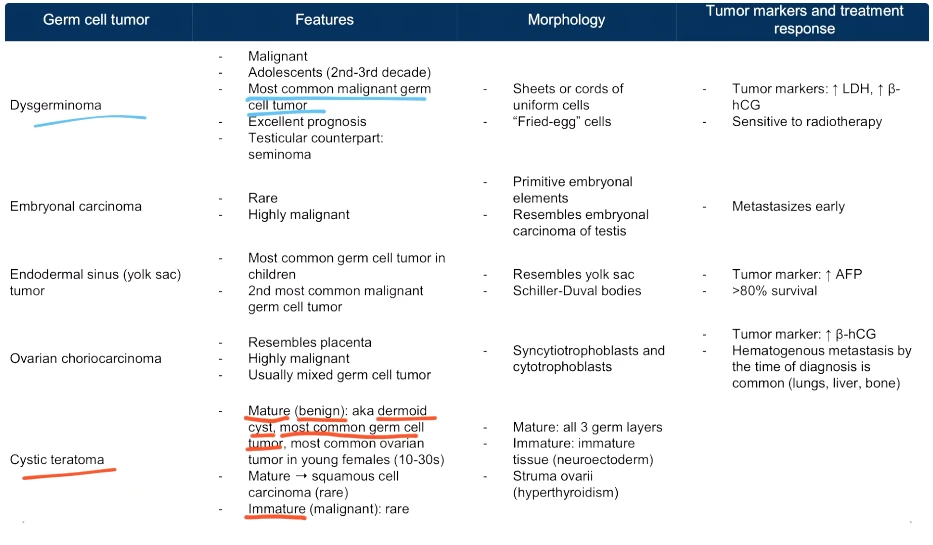 Germ cell tumor
Features
Morphology
Tumor markers and treatment
response
Dysgerminoma
- Malignant
- Adolescents (2nd-3rd decade)
- Most common malignant germ
cell tumor
- Excellent prognosis
- Testicular counterpart:
seminoma
- Sheets or cords of
uniform cells
- “Fried-egg” cells
- Tumor markers: ↑ LDH, ↑ β-
hCG
- Sensitive to radiotherapy
Embryonal carcinoma
- Rare
- Highly malignant
- Primitive embryonal
elements
- Resembles embryonal
carcinoma of testis
- Metastasizes early
Endodermal sinus (yolk sac)
tumor
- Most common germ cell tumor in
children
- 2nd most common malignant
germ cell tumor
- Resembles yolk sac
- Schiller-Duval bodies
- Tumor marker: ↑ AFP
- >80% survival
Ovarian choriocarcinoma
- Resembles placenta
- Highly malignant
- Usually mixed germ cell tumor
- Syncytiotrophoblasts and
cytotrophoblasts
- Tumor marker: ↑ β-hCG
- Hematogenous metastasis by
the time of diagnosis is
common (lungs, liver, bone)
Cystic teratoma
- Mature (benign): aka dermoid
cyst, most common germ cell
tumor, most common ovarian
tumor in young females (10-30s)
- Mature → squamous cell
carcinoma (rare)
- Immature (malignant): rare
- Mature: all 3 germ layers
- Immature: immature
tissue (neuroectoderm)
- Struma ovarii
(hyperthyroidism)